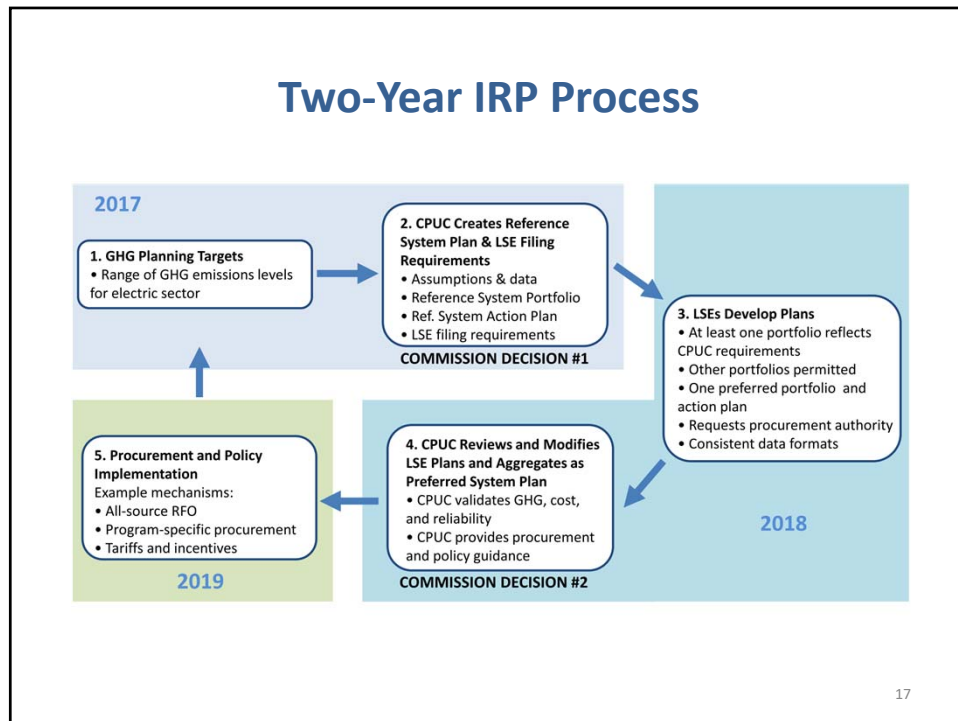 Two-Year IRP Process
2017
1. GHG Planning Targets
• Range of GHG emissions levels
for electric sector
2. CPUC Creates Reference
System Plan & LSE Filing
Requirements
• Assumptions & data
• Reference System Portfolio
• Ref. System Action Plan
• LSE filing requirements
COMMISSION DECISION #1
3. LSEs Develop Plans
• At least one portfolio reflects
CPUC requirements
• Other portfolios permitted
• One preferred portfolio and
action plan
• Requests procurement authority
• Consistent data formats
2018
4. CPUC Reviews and Modifies
LSE Plans and Aggregates as
Preferred System Plan
• CPUC validates GHG, cost,
and reliability
• CPUC provides procurement
and policy guidance
COMMISSION DECISION #2
5. Procurement and Policy
Implementation
Example mechanisms:
• All-source RFO
• Program-specific procurement
• Tariffs and incentives
2019
17